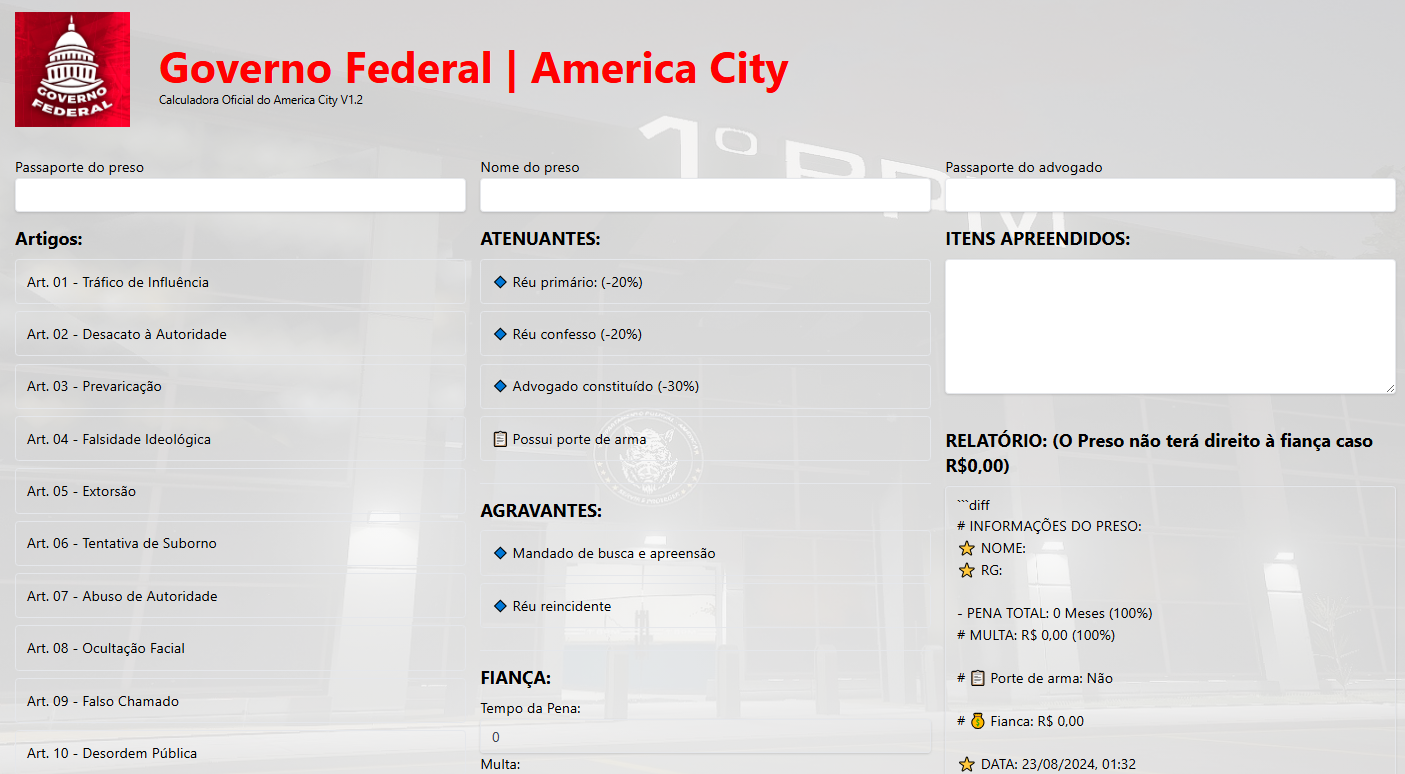 GOVERNO
FEDERAL
Governo Federal | America City
Calculadora Oficial do America City V1.2
1º BPM
Passaporte do preso
Nome do preso
Passaporte do advogado
Artigos:
Art. 01 - Tráfico de Influência
Art. 02 - Desacato à Autoridade
Art. 03 - Prevaricação
Art. 04 - Falsidade Ideológica
Art. 05 - Extorsão
Art. 06 - Tentativa de Suborno
Art. 07 - Abuso de Autoridade
Art. 08 - Ocultação Facial
Art. 09 - Falso Chamado
Art. 10 - Desordem Pública
ATENUANTES:
Réu primário: (-20%)
Réu confesso (-20%)
Advogado constituído (-30%)
Possui porte de arma
AGRAVANTES:
Mandado de busca e apreensão
Réu reincidente
FIANÇA:
Tempo da Pena:
0
Multa:
ITENS APREENDIDOS:
RELATÓRIO: (O Preso não terá direito à fiança caso
R$0,00)
```diff
# INFORMAÇÕES DO PRESO:
⭐ NOME:
⭐ RG:
- PENA TOTAL: 0 Meses (100%)
# MULTA: R$ 0,00 (100%)
# 📋 Porte de arma: Não
# 💰 Fianca: R$ 0,00
⭐ DATA: 23/08/2024, 01:32